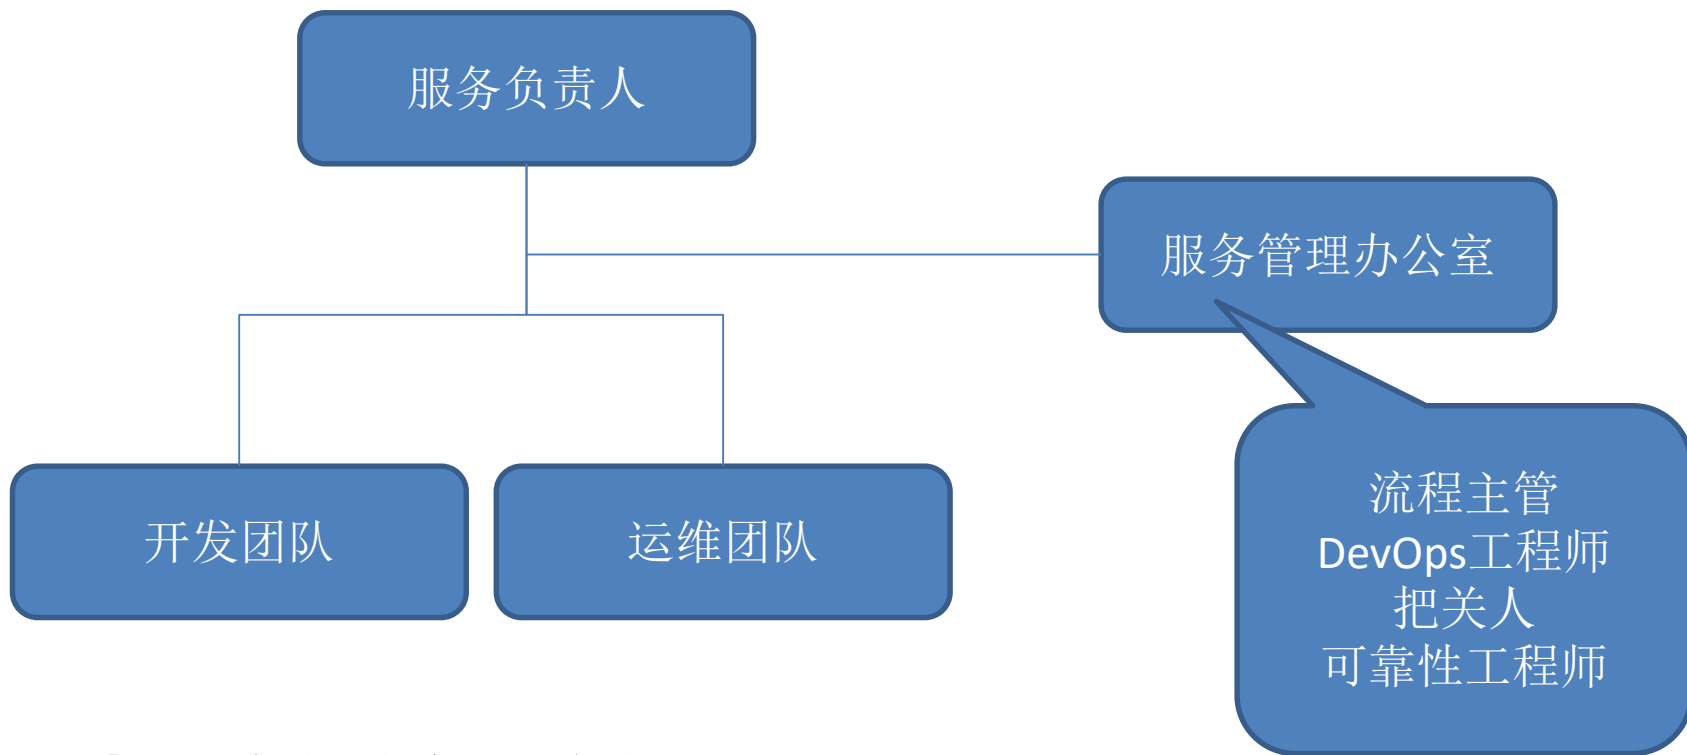 服务负责人
服务管理办公室
开发团队
运维团队
流程主管
DevOps工程师
把关人
可靠性工程师